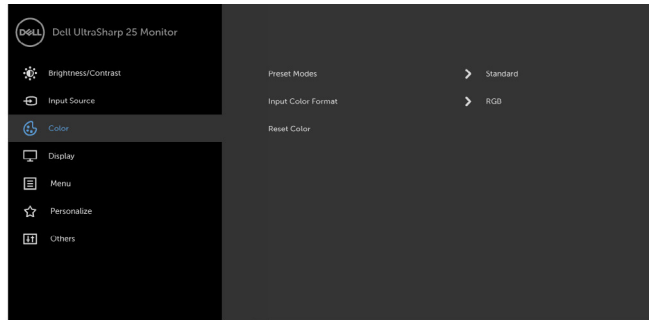 DELL
Dell UltraSharp 25 Monitor
Brightness/Contrast
Input Source
Color
Display
Menu
Personalize
Others
Preset Modes Standard
Input Color Format RGB
Reset Color